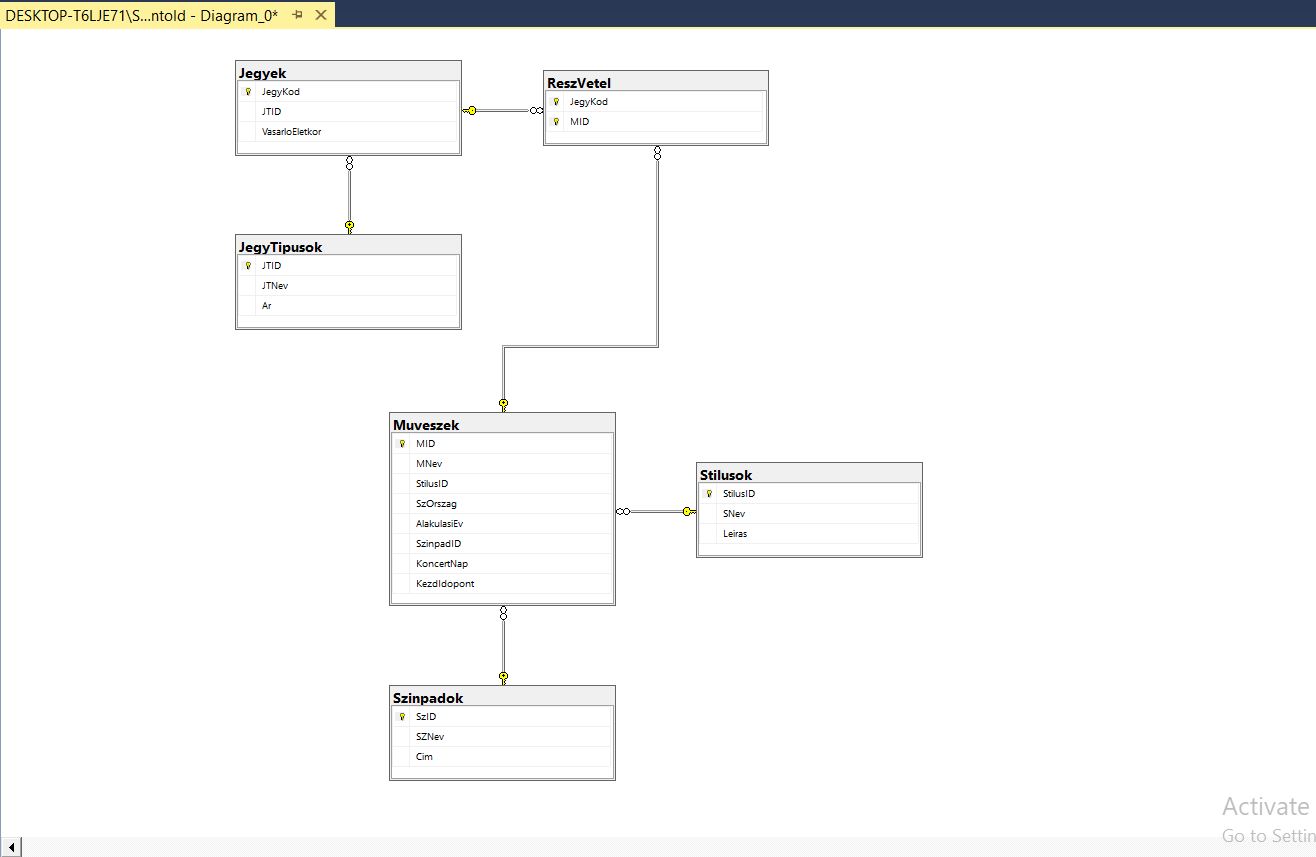 DESKTOP-T6LJE71\S...ntold - Diagram_0*
Jegyek
JegyKod
JTID
VasarloEletkor
ReszVetel
JegyKod
MID
JegyTipusok
JTID
JTNev
Ar
Muveszek
MID
MNev
StilusID
SzOrszag
AlakulasiEv
SzinpadID
KoncertNap
KezdIdopont
Stilusok
StilusID
SNev
Leiras
Szinpadok
SzID
SZNev
Cim
Activate
Go to Settin